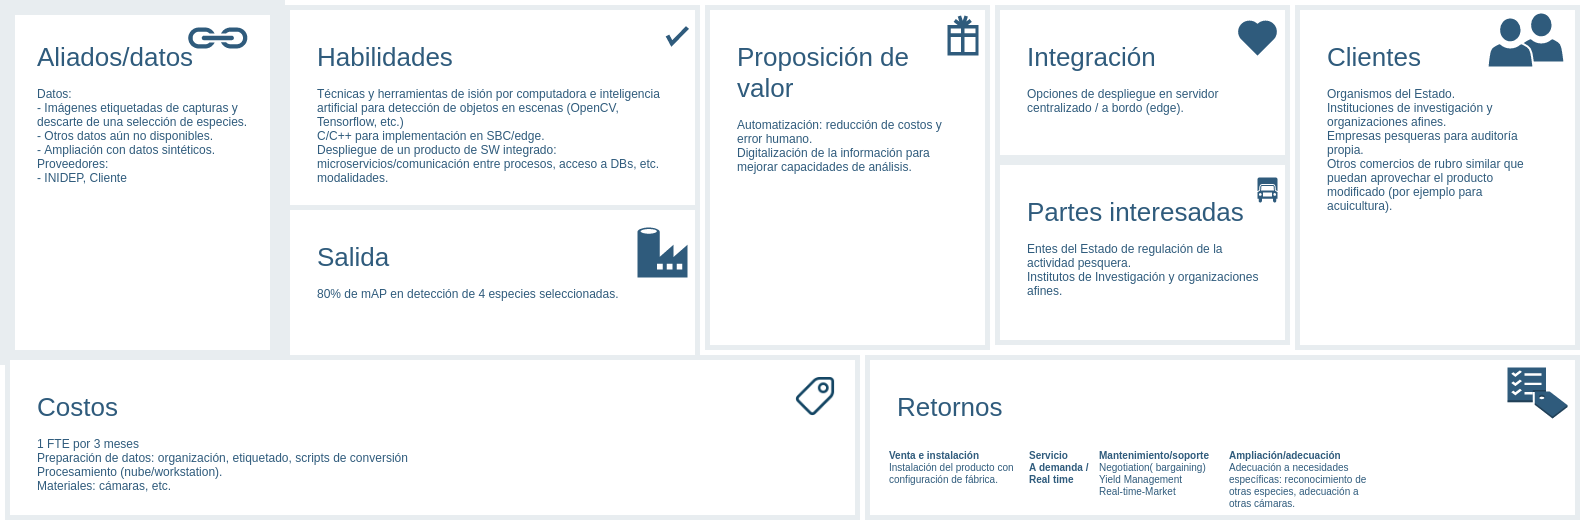 Aliados/datos
Datos:
- Imágenes etiquetadas de capturas y
descarte de una selección de especies.
- Otros datos aún no disponibles.
- Ampliación con datos sintéticos.
Proveedores:
- INIDEP, Cliente
Habilidades
Técnicas y herramientas de isión por computadora e inteligencia
artificial para detección de objetos en escenas (OpenCV,
Tensorflow, etc.)
C/C++ para implementación en SBC/edge.
Despliegue de un producto de SW integrado:
microservicios/comunicación entre procesos, acceso a DBs, etc.
modalidades.
Salida
80% de mAP en detección de 4 especies seleccionadas.
Proposición de
valor
Automatización: reducción de costos y
error humano.
Digitalización de la información para
mejorar capacidades de análisis.
Integración
Opciones de despliegue en servidor
centralizado / a bordo (edge).
Partes interesadas
Entes del Estado de regulación de la
actividad pesquera.
Institutos de Investigación y organizaciones
afines.
Clientes
Organismos del Estado.
Instituciones de investigación y
organizaciones afines.
Empresas pesqueras para auditoría
propia.
Otros comercios de rubro similar que
puedan aprovechar el producto
modificado (por ejemplo para
acuicultura).
Costos
1 FTE por 3 meses
Preparación de datos: organización, etiquetado, scripts de conversión
Procesamiento (nube/workstation).
Materiales: cámaras, etc.
Retornos
Venta e instalación
Instalación del producto con
configuración de fábrica.
Servicio
A demanda /
Real time
Mantenimiento/soporte
Negotiation( bargaining)
Yield Management
Real-time-Market
Ampliación/adecuación
Adecuación a necesidades
específicas: reconocimiento de
otras especies, adecuación a
otras cámaras.